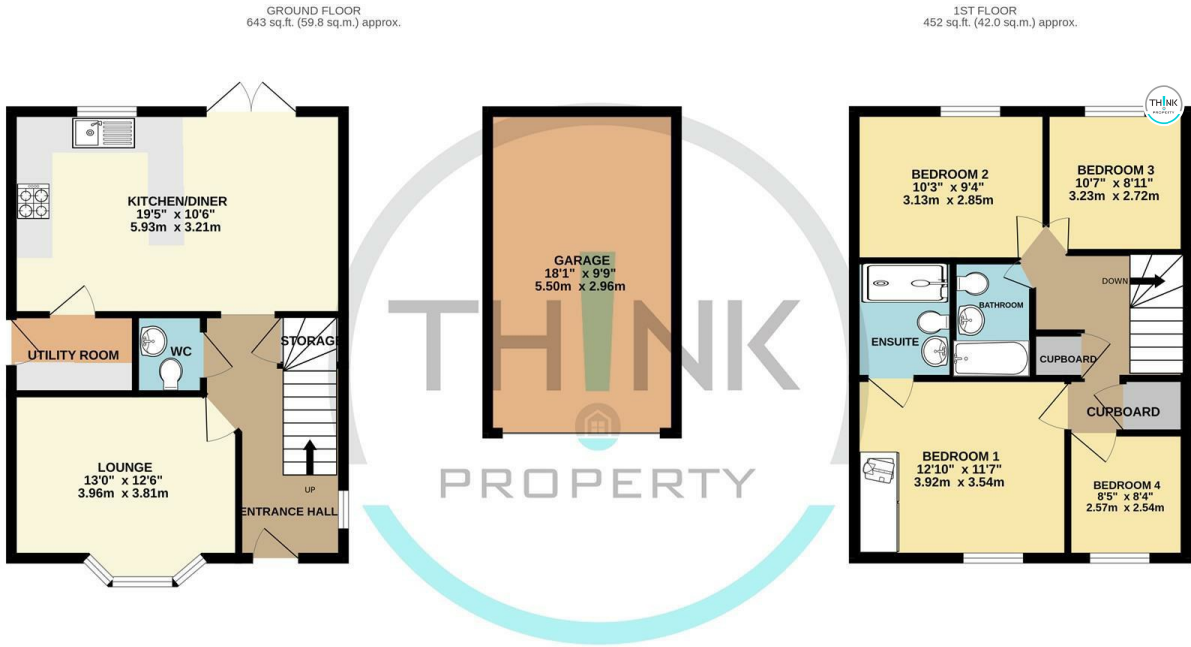 GROUND FLOOR
643 sq.ft. (59.8 sq.m.) approx.
1ST FLOOR
452 sq.ft. (42.0 sq.m.) approx.
KITCHEN/DINER
19'5" x 10'6"
5.93m x 3.21m
UTILITY ROOM
WC
STORAGE
LOUNGE
13'0" x 12'6"
3.96m x 3.81m
UP
ENTRANCE HALL
GARAGE
18'1" x 9'9"
5.50m x 2.96m
TH!NK
PROPERTY
TH!NK
PROPERTY
BEDROOM 2
10'3" x 9'4"
3.13m x 2.85m
BEDROOM 3
10'7" x 8'11"
3.23m x 2.72m
DOWN
BATHROOM
ENSUITE
CUPBOARD
CUPBOARD
BEDROOM 1
12'10" x 11'7"
3.92m x 3.54m
BEDROOM 4
8'5" x 8'4"
2.57m x 2.54m